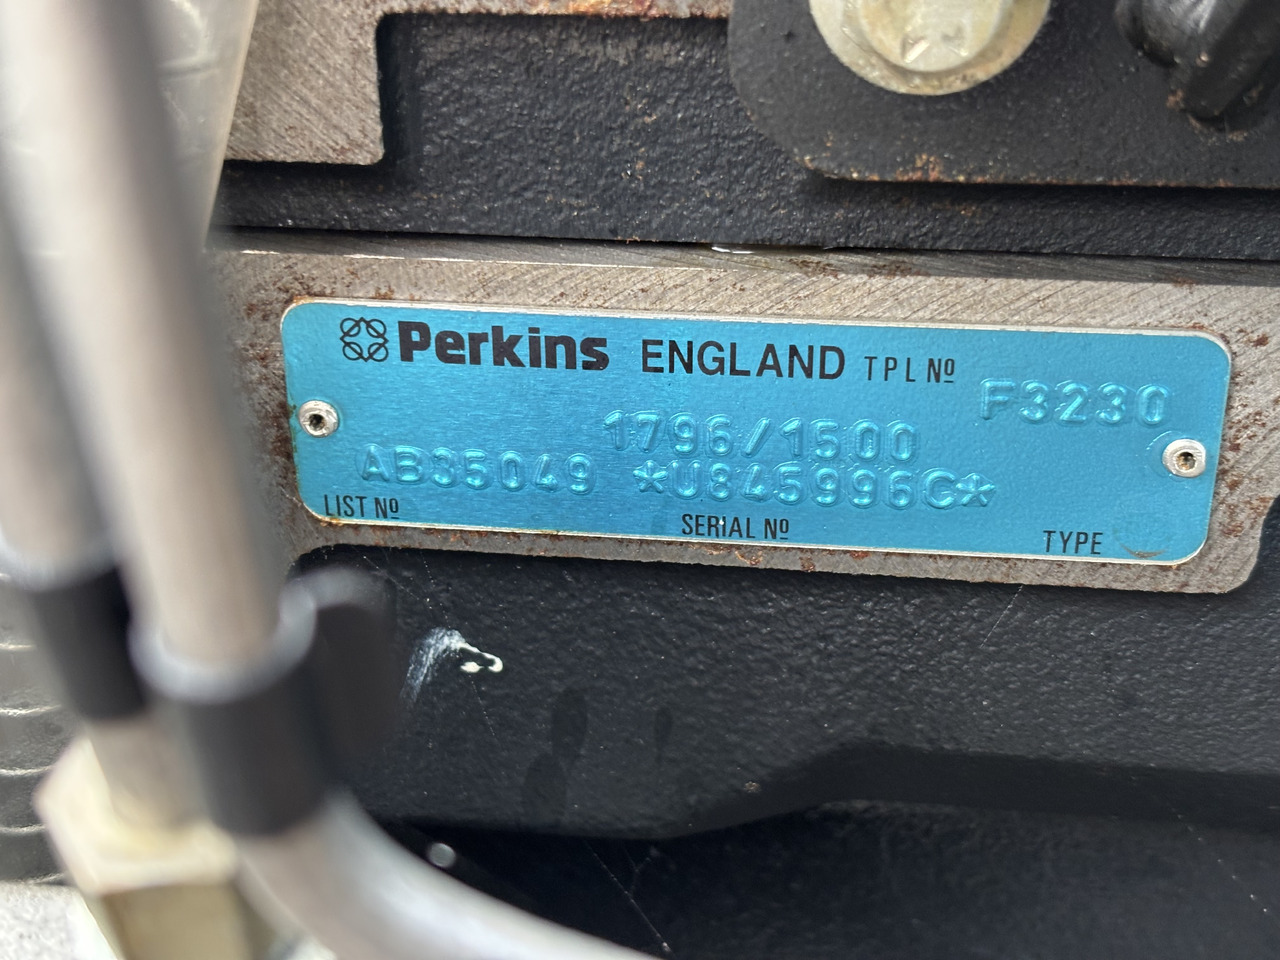 Perkins ENGLAND TPL Nº F3230
1796/1500
AB35049 *U845996C*
LIST Nº SERIAL Nº TYPE